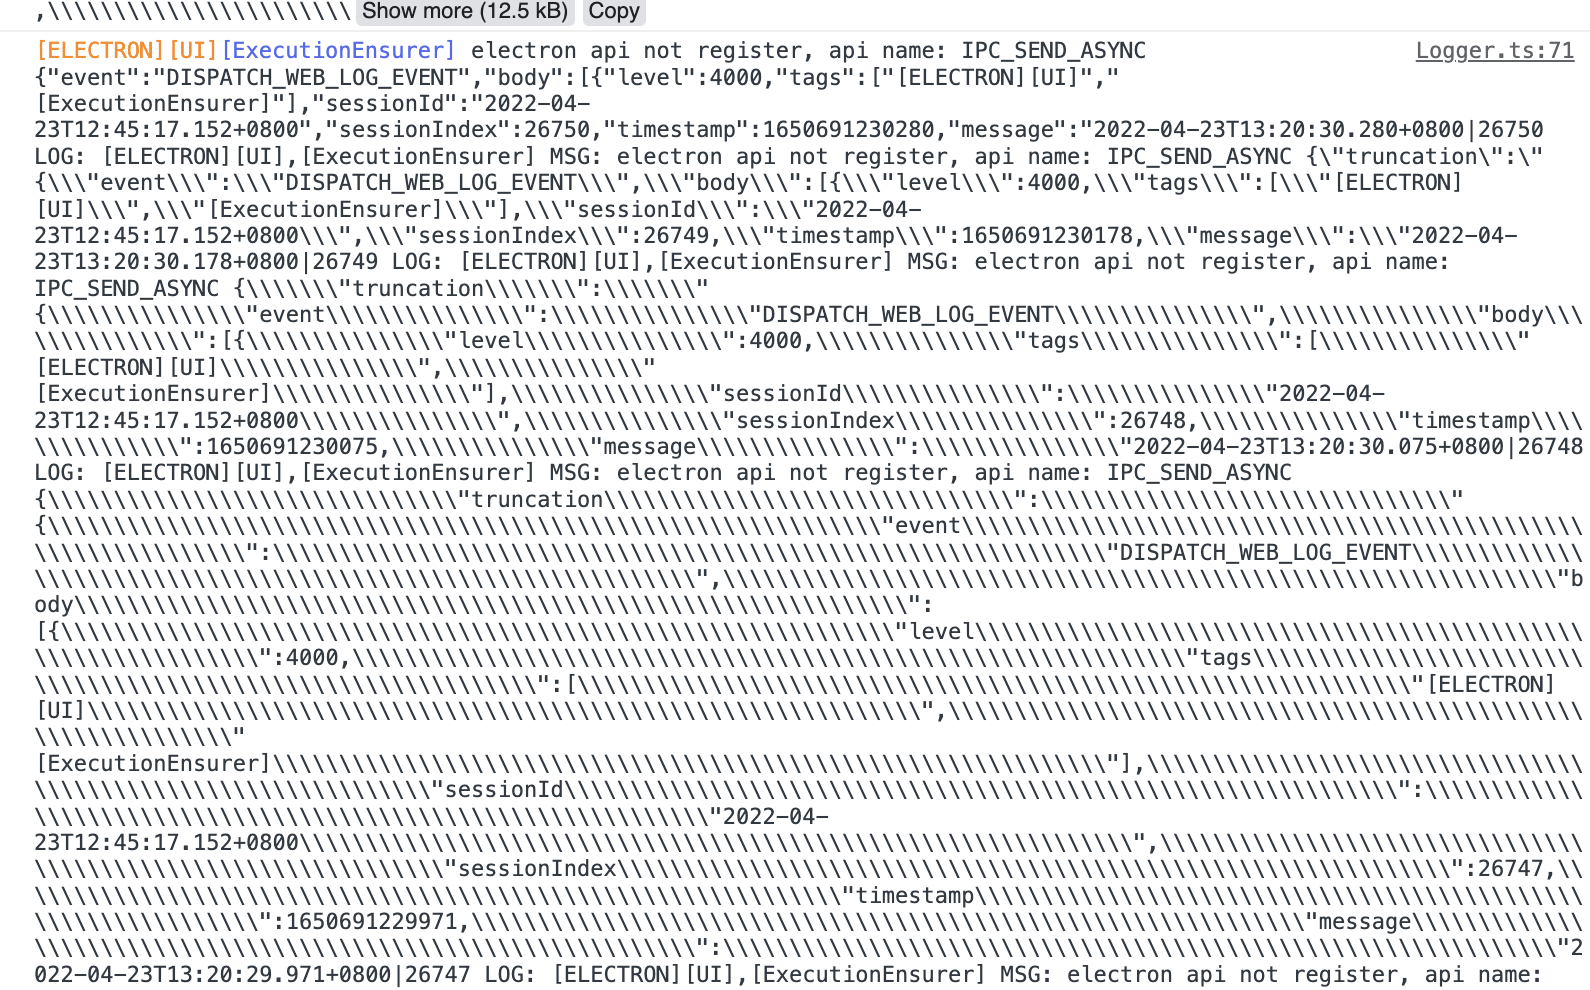 ,\\\\\\\\\\\\\\\\\\\\\\\ Show more (12.5 kB) Copy
[ELECTRON][UI][ExecutionEnsurer] electron api not register, api name: IPC_SEND_ASYNC Logger.ts:71
{"event":"DISPATCH_WEB_LOG_EVENT","body":[{"level":4000,"tags":["[ELECTRON][UI]","
[ExecutionEnsurer]"],"sessionId":"2022-04-
23T12:45:17.152+0800","sessionIndex":26750,"timestamp":1650691230280,"message":"2022-04-23T13:20:30.280+0800|26750
LOG: [ELECTRON][UI],[ExecutionEnsurer] MSG: electron api not register, api name: IPC_SEND_ASYNC {\"truncation\":\"
{\\\"event\\\":\\\"DISPATCH_WEB_LOG_EVENT\\\",\\\"body\\\":[{\\\"level\\\":4000,\\\"tags\\\":[\\\"[ELECTRON]
[UI]\\\",\\\"[ExecutionEnsurer]\\\"],\\\"sessionId\\\":\\\"2022-04-
23T12:45:17.152+0800\\\",\\\"sessionIndex\\\":26749,\\\"timestamp\\\":1650691230178,\\\"message\\\":\\\"2022-04-
23T13:20:30.178+0800|26749 LOG: [ELECTRON][UI],[ExecutionEnsurer] MSG: electron api not register, api name:
IPC_SEND_ASYNC {\\\\\\\"truncation\\\\\\\":\\\\\\\"
{\\\\\\\\\\\\\\\"event\\\\\\\\\\\\\\\":\\\\\\\\\\\\\\\"DISPATCH_WEB_LOG_EVENT\\\\\\\\\\\\\\\",\\\\\\\\\\\\\\\"body\\\
\\\\\\\\\\\\":[{\\\\\\\\\\\\\\\"level\\\\\\\\\\\\\\\":4000,\\\\\\\\\\\\\\\"tags\\\\\\\\\\\\\\\":[\\\\\\\\\\\\\\\"
[ELECTRON][UI]\\\\\\\\\\\\\\\",\\\\\\\\\\\\\\\"
[ExecutionEnsurer]\\\\\\\\\\\\\\\"],\\\\\\\\\\\\\\\"sessionId\\\\\\\\\\\\\\\":\\\\\\\\\\\\\\\"2022-04-
23T12:45:17.152+0800\\\\\\\\\\\\\\\",\\\\\\\\\\\\\\\"sessionIndex\\\\\\\\\\\\\\\":26748,\\\\\\\\\\\\\\\"timestamp\\\\
\\\\\\\\\\\":1650691230075,\\\\\\\\\\\\\\\"message\\\\\\\\\\\\\\\":\\\\\\\\\\\\\\\"2022-04-23T13:20:30.075+0800|26748
LOG: [ELECTRON][UI],[ExecutionEnsurer] MSG: electron api not register, api name: IPC_SEND_ASYNC
{\\\\\\\\\\\\\\\\\\\\\\\\\\\\\\\"truncation\\\\\\\\\\\\\\\\\\\\\\\\\\\\\\\":\\\\\\\\\\\\\\\\\\\\\\\\\\\\\\\"
{\\\\\\\\\\\\\\\\\\\\\\\\\\\\\\\\\\\\\\\\\\\\\\\\\\\\\\\\\\\\\\\"event\\\\\\\\\\\\\\\\\\\\\\\\\\\\\\\\\\\\\\\\\\\\\\\
\\\\\\\\\\\\\\\\":\\\\\\\\\\\\\\\\\\\\\\\\\\\\\\\\\\\\\\\\\\\\\\\\\\\\\\\\\\\\\\\"DISPATCH_WEB_LOG_EVENT\\\\\\\\\\\\\
\\\\\\\\\\\\\\\\\\\\\\\\\\\\\\\\\\\\\\\\\\\\\\\\\\",\\\\\\\\\\\\\\\\\\\\\\\\\\\\\\\\\\\\\\\\\\\\\\\\\\\\\\\\\\\\\\\"b
ody\\\\\\\\\\\\\\\\\\\\\\\\\\\\\\\\\\\\\\\\\\\\\\\\\\\\\\\\\\\\\\\":
[{\\\\\\\\\\\\\\\\\\\\\\\\\\\\\\\\\\\\\\\\\\\\\\\\\\\\\\\\\\\\\\\"level\\\\\\\\\\\\\\\\\\\\\\\\\\\\\\\\\\\\\\\\\\\\\\
\\\\\\\\\\\\\\\\\":4000,\\\\\\\\\\\\\\\\\\\\\\\\\\\\\\\\\\\\\\\\\\\\\\\\\\\\\\\\\\\\\\\"tags\\\\\\\\\\\\\\\\\\\\\\\\\
\\\\\\\\\\\\\\\\\\\\\\\\\\\\\\\\\\\\\\":[\\\\\\\\\\\\\\\\\\\\\\\\\\\\\\\\\\\\\\\\\\\\\\\\\\\\\\\\\\\\\\\"[ELECTRON]
[UI]\\\\\\\\\\\\\\\\\\\\\\\\\\\\\\\\\\\\\\\\\\\\\\\\\\\\\\\\\\\\\\\",\\\\\\\\\\\\\\\\\\\\\\\\\\\\\\\\\\\\\\\\\\\\\\\\
\\\\\\\\\\\\\\\"
[ExecutionEnsurer]\\\\\\\\\\\\\\\\\\\\\\\\\\\\\\\\\\\\\\\\\\\\\\\\\\\\\\\\\\\\\\\"],\\\\\\\\\\\\\\\\\\\\\\\\\\\\\\\\\
\\\\\\\\\\\\\\\\\\\\\\\\\\\\\\"sessionId\\\\\\\\\\\\\\\\\\\\\\\\\\\\\\\\\\\\\\\\\\\\\\\\\\\\\\\\\\\\\\\":\\\\\\\\\\\\
\\\\\\\\\\\\\\\\\\\\\\\\\\\\\\\\\\\\\\\\\\\\\\\\\\\"2022-04-
23T12:45:17.152+0800\\\\\\\\\\\\\\\\\\\\\\\\\\\\\\\\\\\\\\\\\\\\\\\\\\\\\\\\\\\\\\\",\\\\\\\\\\\\\\\\\\\\\\\\\\\\\\\\
\\\\\\\\\\\\\\\\\\\\\\\\\\\\\\\"sessionIndex\\\\\\\\\\\\\\\\\\\\\\\\\\\\\\\\\\\\\\\\\\\\\\\\\\\\\\\\\\\\\\\":26747,\\
\\\\\\\\\\\\\\\\\\\\\\\\\\\\\\\\\\\\\\\\\\\\\\\\\\\\\\\\\\\\\"timestamp\\\\\\\\\\\\\\\\\\\\\\\\\\\\\\\\\\\\\\\\\\\\\\
\\\\\\\\\\\\\\\\\":1650691229971,\\\\\\\\\\\\\\\\\\\\\\\\\\\\\\\\\\\\\\\\\\\\\\\\\\\\\\\\\\\\\\\"message\\\\\\\\\\\\\
\\\\\\\\\\\\\\\\\\\\\\\\\\\\\\\\\\\\\\\\\\\\\\\\\\":\\\\\\\\\\\\\\\\\\\\\\\\\\\\\\\\\\\\\\\\\\\\\\\\\\\\\\\\\\\\\\\"2
022-04-23T13:20:29.971+0800|26747 LOG: [ELECTRON][UI],[ExecutionEnsurer] MSG: electron api not register, api name: